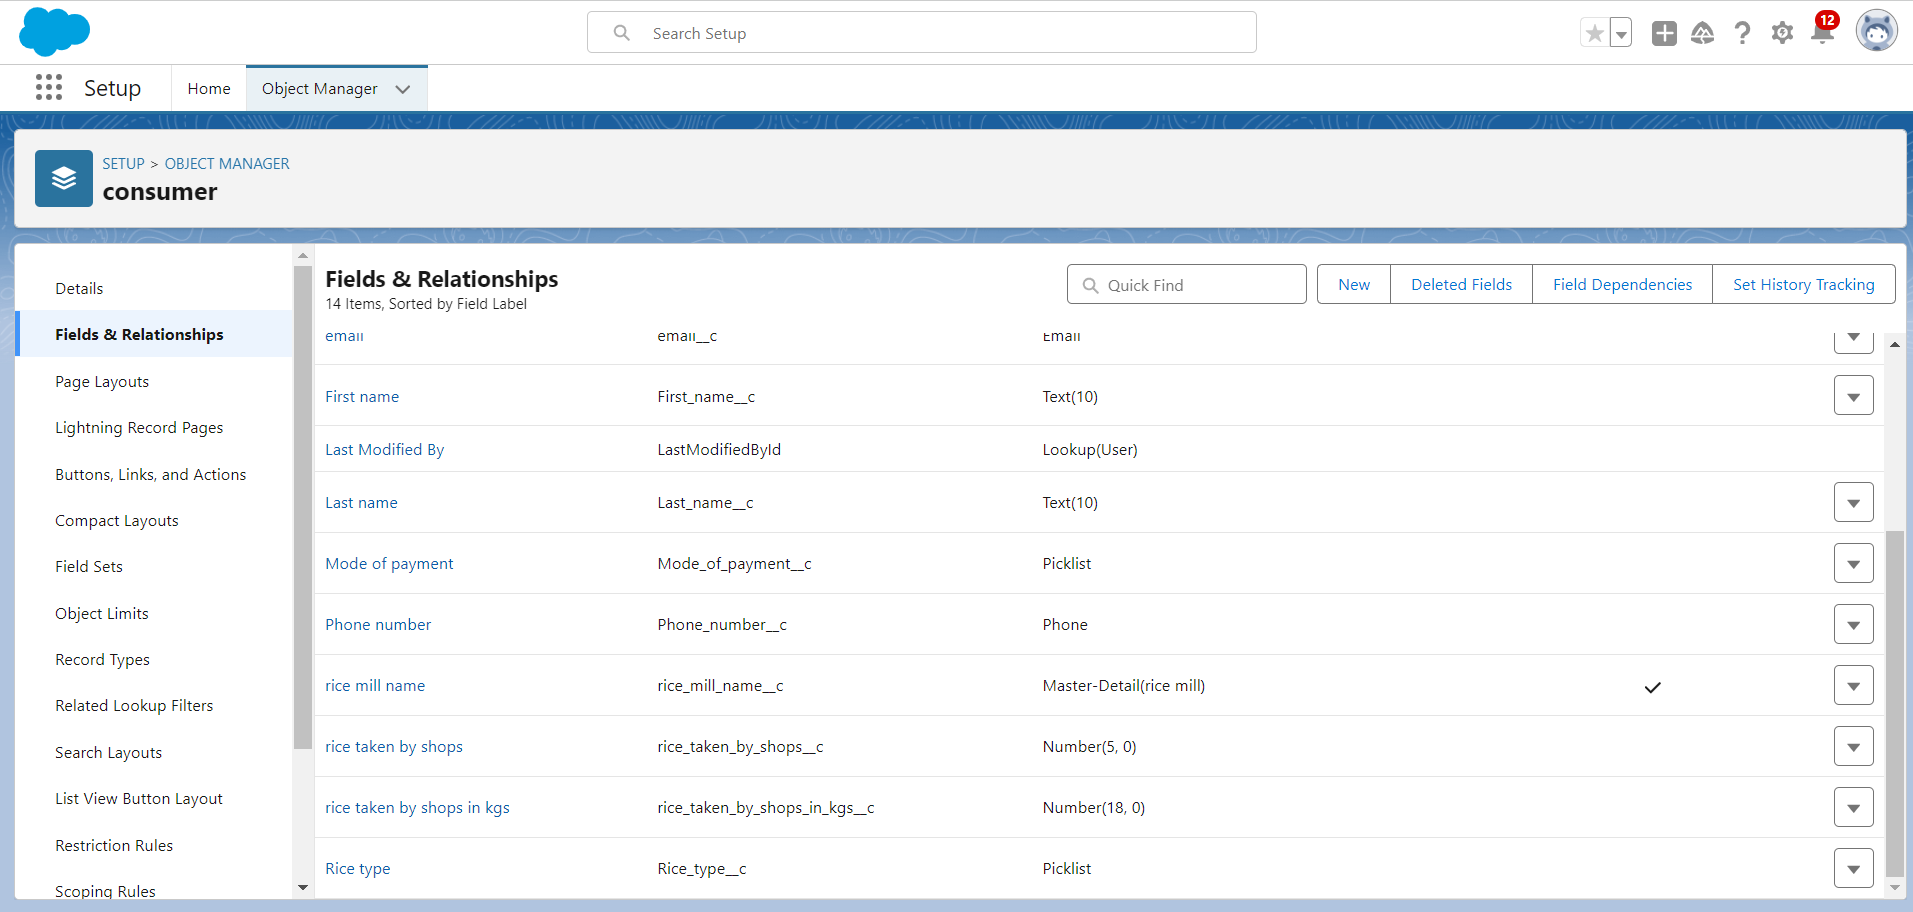 Search Setup
12
Setup
Home
Object Manager
SETUP > OBJECT MANAGER
consumer
Details
Fields & Relationships
Page Layouts
Lightning Record Pages
Buttons, Links, and Actions
Compact Layouts
Field Sets
Object Limits
Record Types
Related Lookup Filters
Search Layouts
List View Button Layout
Restriction Rules
Scoping Rules
Fields & Relationships
14 Items, Sorted by Field Label
Quick Find
New
Deleted Fields
Field Dependencies
Set History Tracking
email email__c Email
First name First_name__c Text(10)
Last Modified By LastModifiedById Lookup(User)
Last name Last_name__c Text(10)
Mode of payment Mode_of_payment__c Picklist
Phone number Phone_number__c Phone
rice mill name rice_mill_name__c Master-Detail(rice mill)
rice taken by shops rice_taken_by_shops__c Number(5, 0)
rice taken by shops in kgs rice_taken_by_shops_in_kgs__c Number(18, 0)
Rice type Rice_type__c Picklist